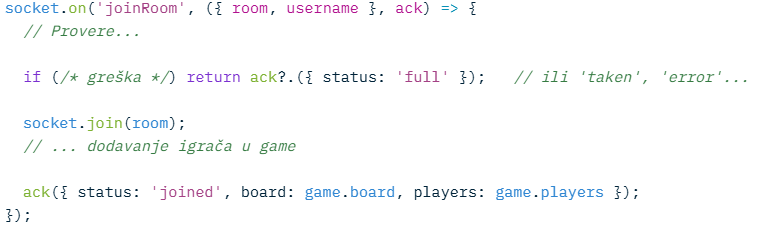 socket.on('joinRoom', ({ room, username }, ack) => {
  // Provere...
  if (/* greška */) return ack?.({ status: 'full' });   // ili 'taken', 'error'...
  socket.join(room);
  // ... dodavanje igrača u game
  ack({ status: 'joined', board: game.board, players: game.players });
});